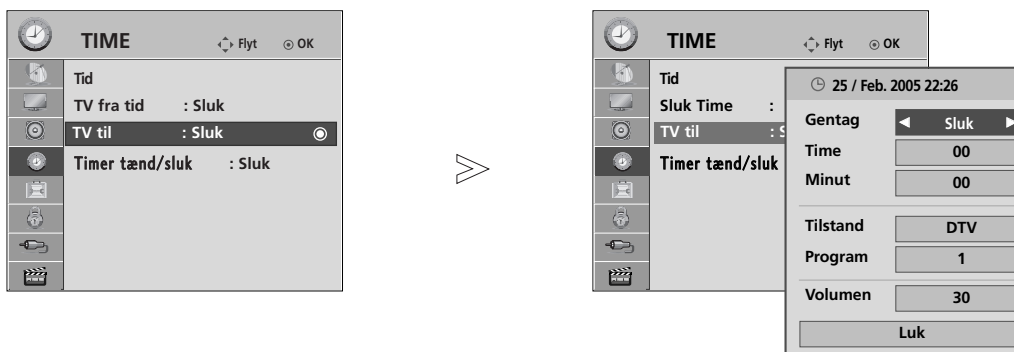 TIME Flyt OK
Tid
TV fra tid : Sluk
TV til : Sluk
Timer tænd/sluk : Sluk
TIME Flyt OK
Tid
Sluk Time :
TV til : S
Timer tænd/sluk
25 / Feb. 2005 22:26
Gentag Sluk
Time 00
Minut 00
Tilstand DTV
Program 1
Volumen 30
Luk